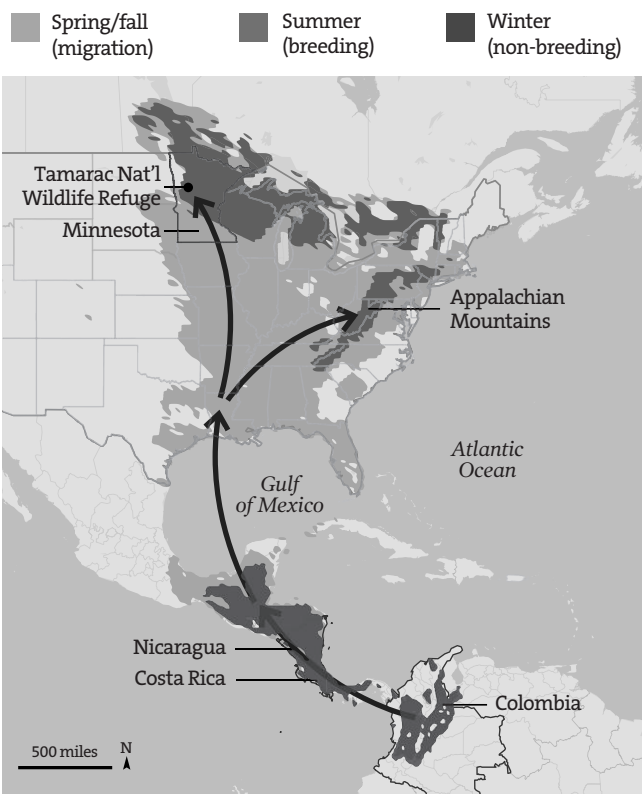 Spring/fall
(migration)
Summer
(breeding)
Winter
(non-breeding)
Tamarac Nat'l
Wildlife Refuge
Minnesota
Appalachian
Mountains
Atlantic
Ocean
Gulf
of Mexico
Nicaragua
Costa Rica
Colombia
500 miles
N